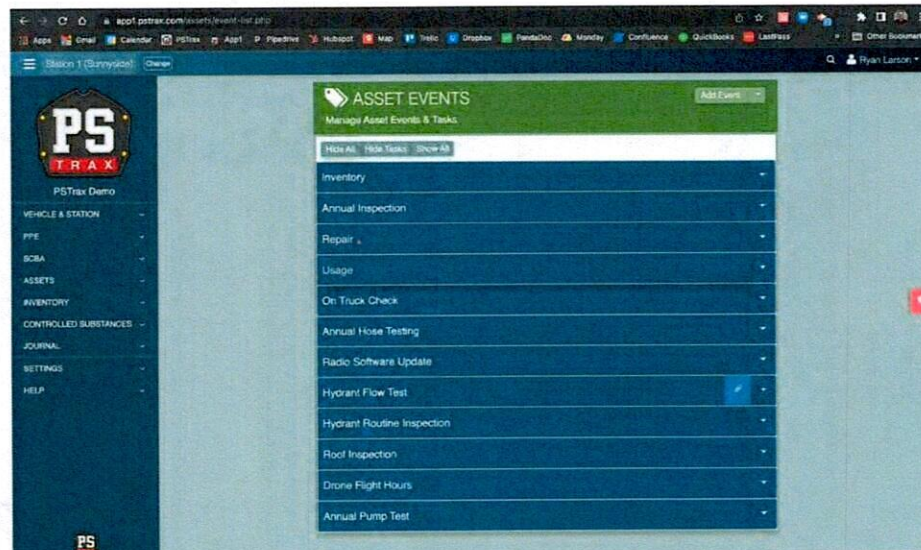 app1.pstrax.com/assets/event-list.php
Apps Gmail Calendar PSTrax App1 Pipedrive Hubspot Map Trello Dropbox PandaDoc Monday Confluence QuickBooks LastPass » Other Bookmarks
Station 1 (Sunnyside) Change Ryan Larson
PS
TRAX
PSTrax Demo
VEHICLE & STATION
PPE
SCBA
ASSETS
INVENTORY
CONTROLLED SUBSTANCES
JOURNAL
SETTINGS
HELP
PS
ASSET EVENTS
Add Event
Manage Asset Events & Tasks
Hide All Hide Tasks Show All
Inventory
Annual Inspection
Repair
Usage
On Truck Check
Annual Hose Testing
Radio Software Update
Hydrant Flow Test
Hydrant Routine Inspection
Roof Inspection
Drone Flight Hours
Annual Pump Test